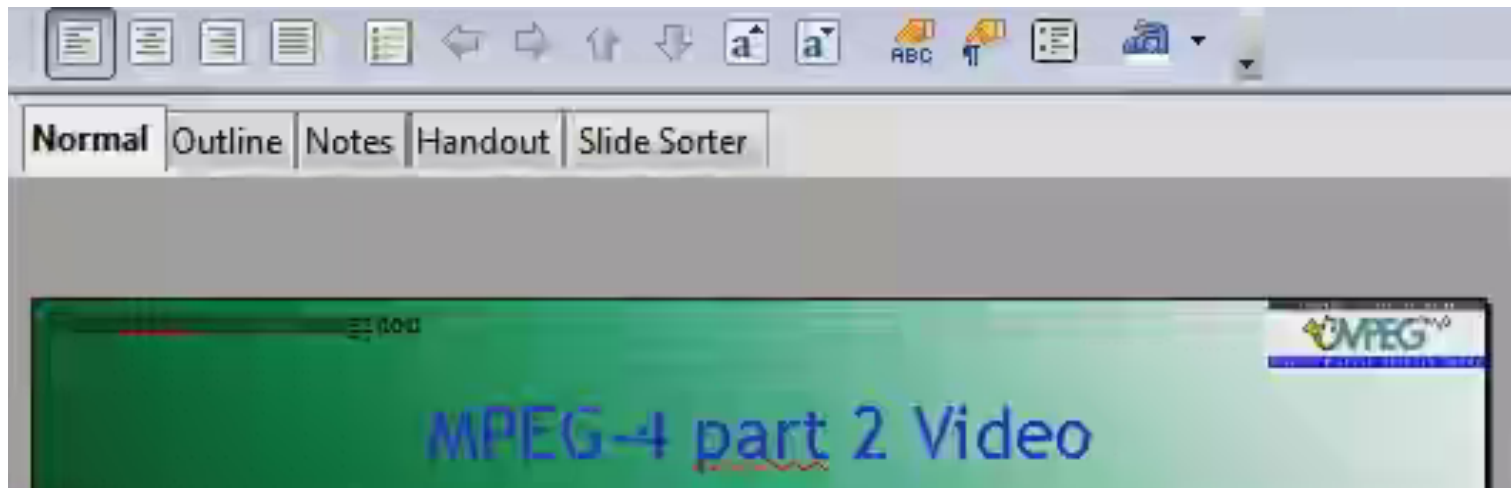 a a
ABC
Normal Outline Notes Handout Slide Sorter
MPEG
MPEG-4 part 2 Video